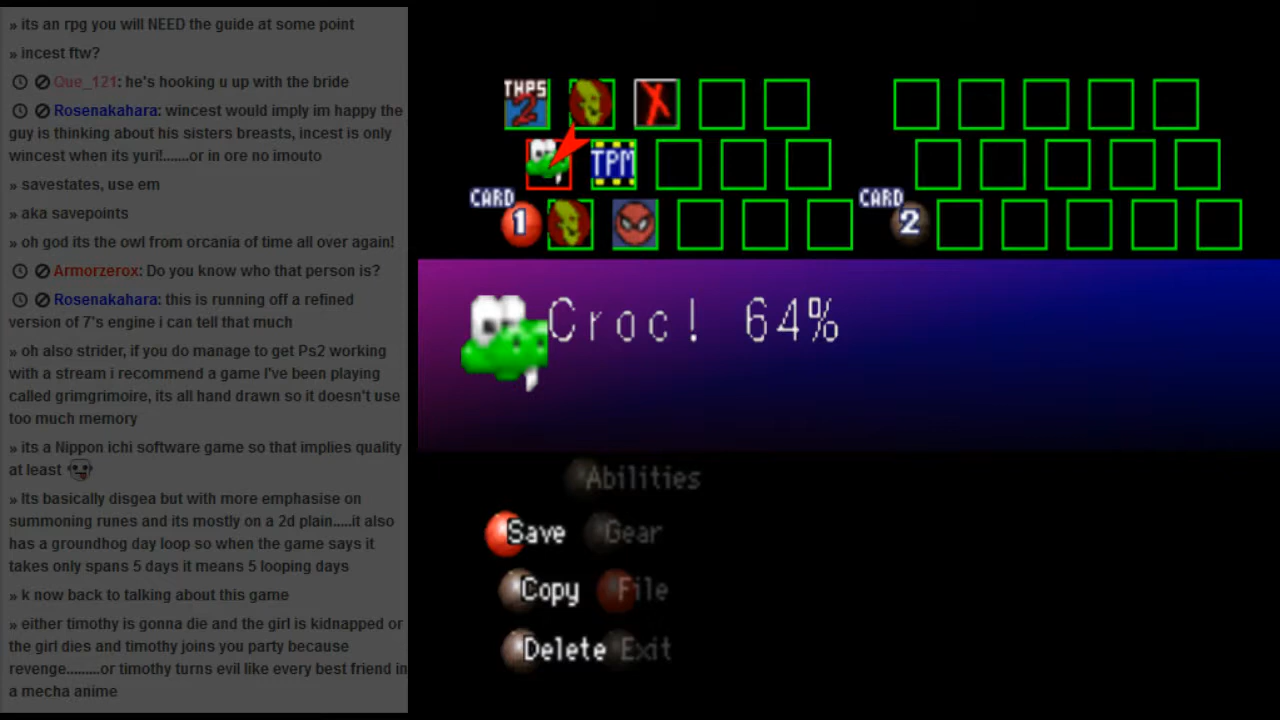 » its an rpg you will NEED the guide at some point
» incest ftw?
Que_121: he's hooking u up with the bride
Rosenakahara: wincest would imply im happy the
guy is thinking about his sisters breasts, incest is only
wincest when its yuri!.......or in ore no imouto
» savestates, use em
» aka savepoints
» oh god its the owl from orcania of time all over again!
Armorzerox: Do you know who that person is?
Rosenakahara: this is running off a refined
version of 7's engine i can tell that much
» oh also strider, if you do manage to get Ps2 working
with a stream i recommend a game I've been playing
called grimgrimoire, its all hand drawn so it doesn't use
too much memory
» its a Nippon ichi software game so that implies quality
at least
» Its basically disgea but with more emphasise on
summoning runes and its mostly on a 2d plain.....it also
has a groundhog day loop so when the game says it
takes only spans 5 days it means 5 looping days
» k now back to talking about this game
» either timothy is gonna die and the girl is kidnapped or
the girl dies and timothy joins you party because
revenge.........or timothy turns evil like every best friend in
a mecha anime
THPS
2
TPM
CARD
1
CARD
2
Croc! 64%
Abilities
Save Gear
Copy File
Delete Exit